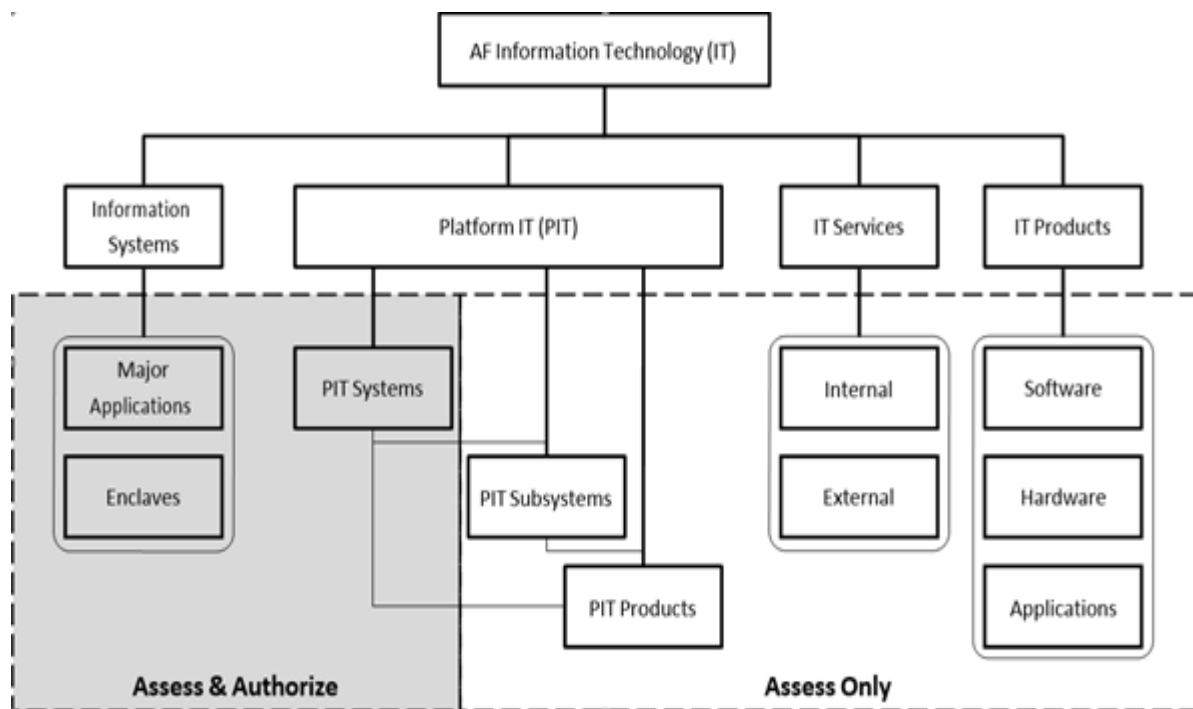 AF Information Technology (IT)
Information
Systems
Platform IT (PIT)
IT Services
IT Products
Major
Applications
PIT Systems
Internal
Software
Enclaves
PIT Subsystems
External
Hardware
PIT Products
Applications
Assess & Authorize
Assess Only